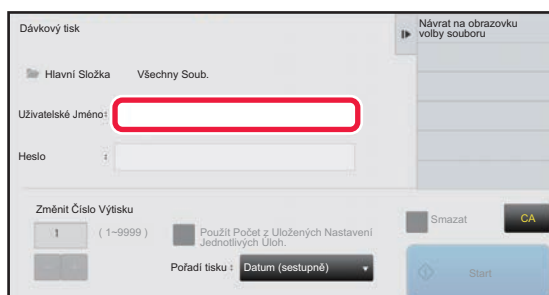 Dávkový tisk
Návrat na obrazovku
volby souboru
Hlavní Složka Všechny Soub.
Uživatelské Jméno:
Heslo :
Změnit Číslo Výtisku
1 ( 1~9999 )
Použít Počet z Uložených Nastavení
Jednotlivých Úloh.
Smazat CA
Pořadí tisku : Datum (sestupně)
Start